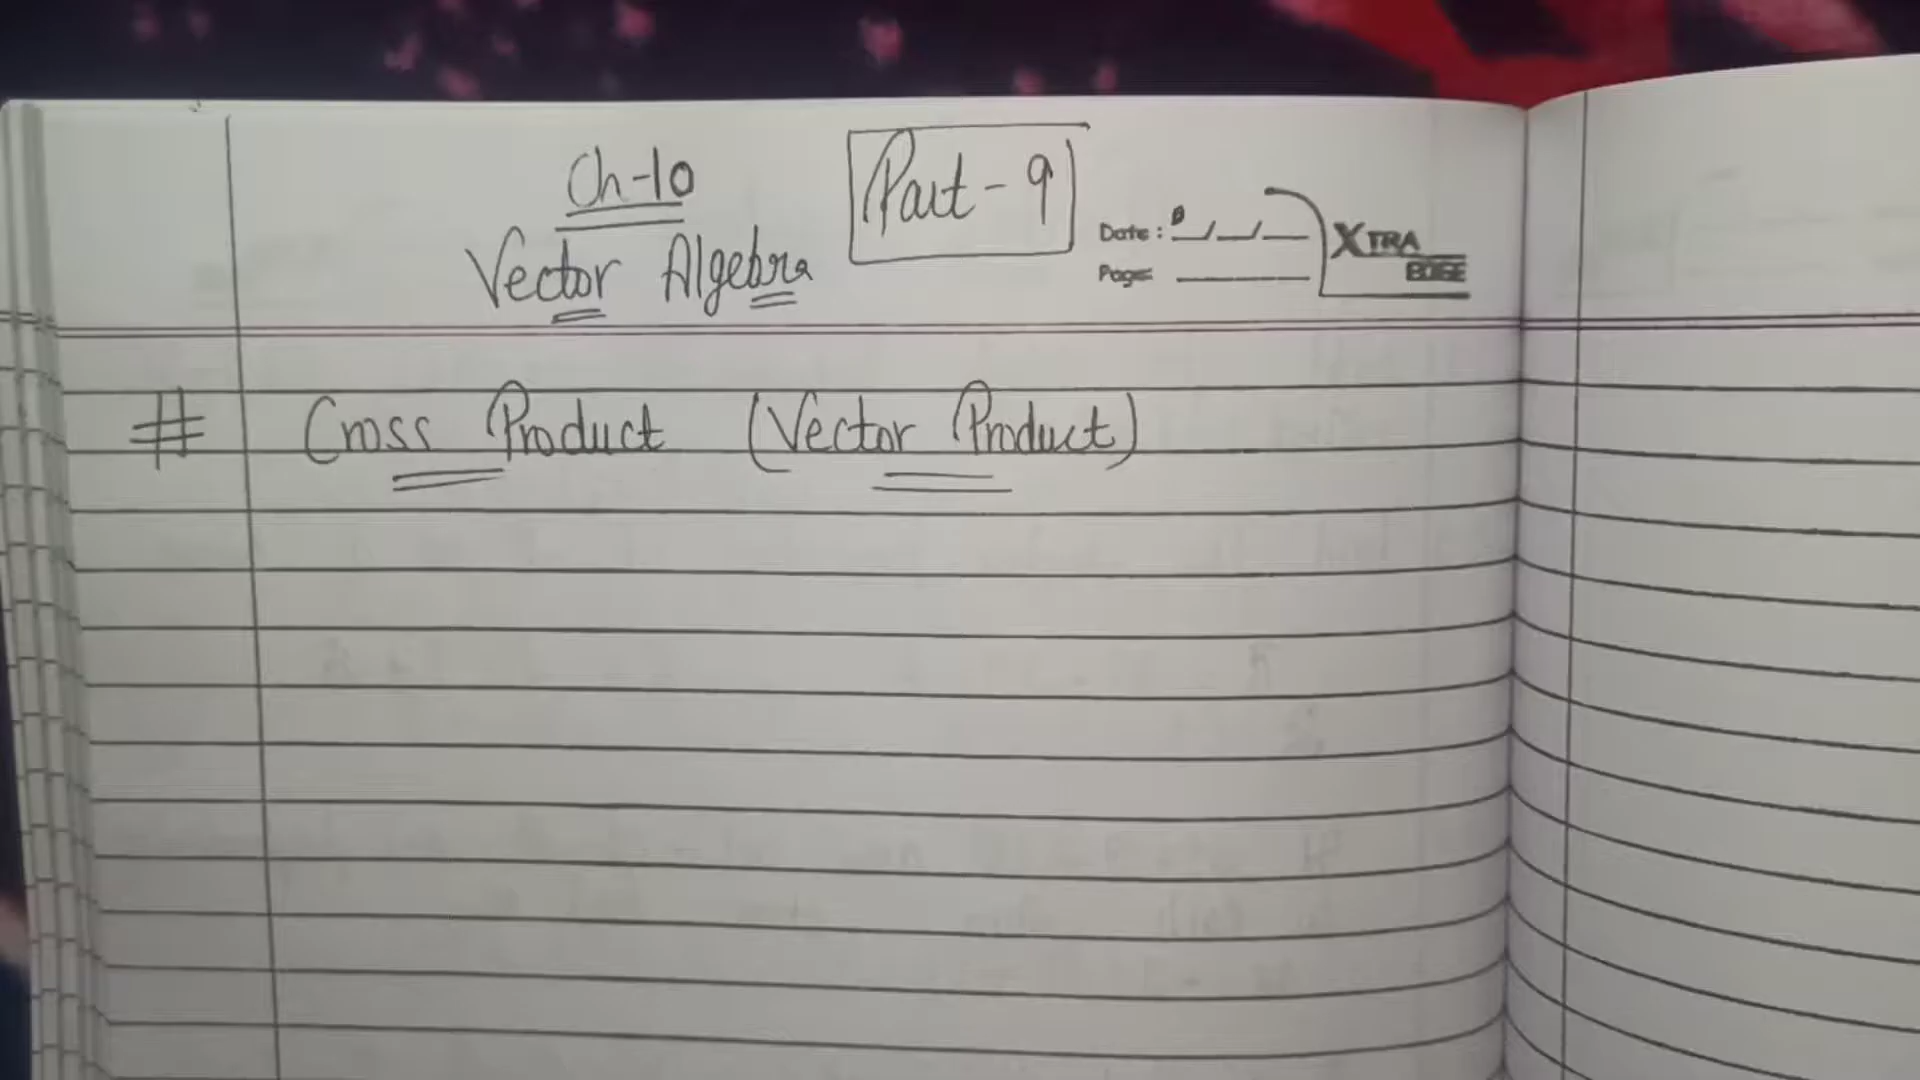 Ch-10
Part - 9
Vector Algebra
Date :
Page
XTRA
EDGE
# Cross Product (Vector Product)